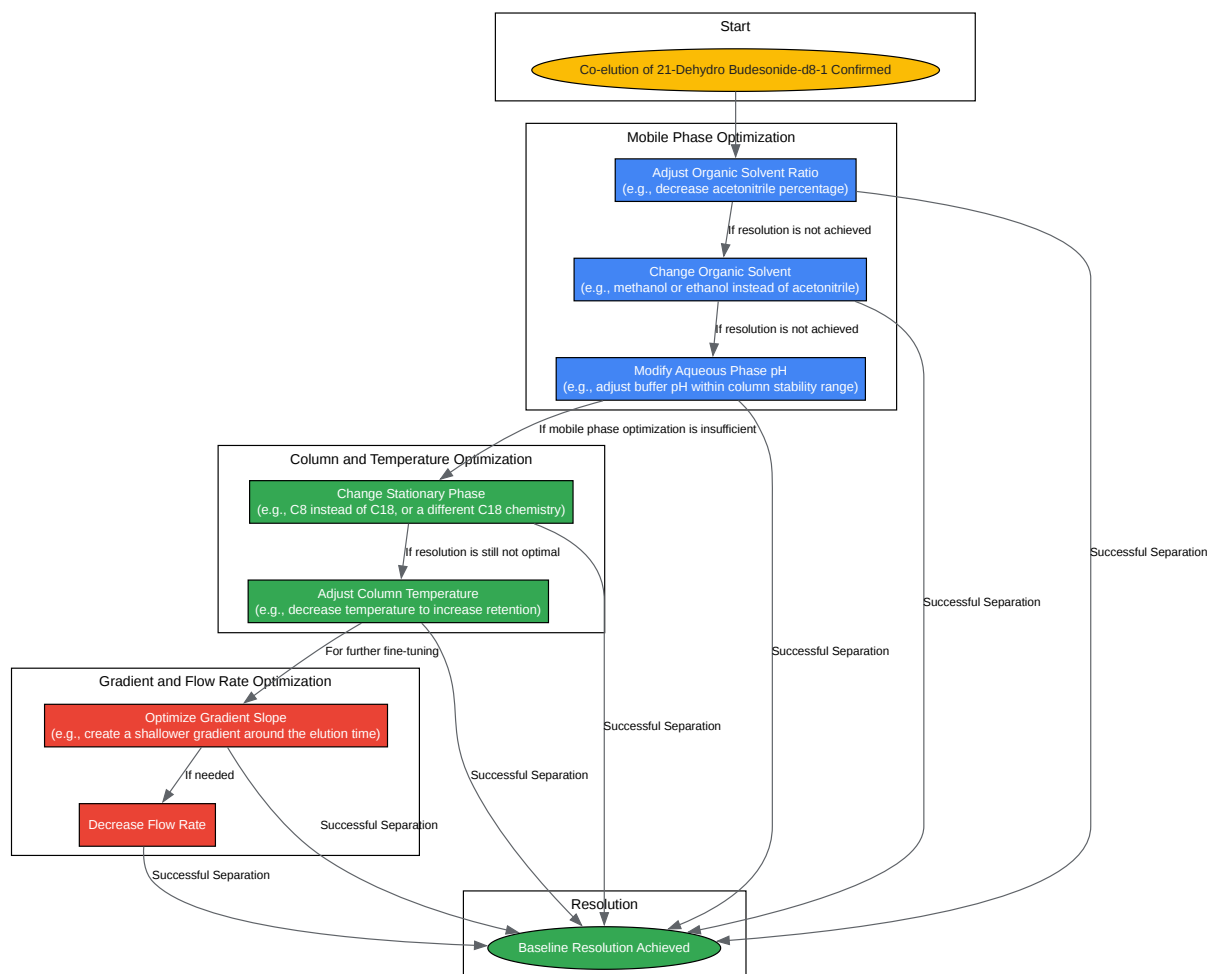 Start
Co-elution of 21-Dehydro Budesonide-d8-1 Confirmed
Mobile Phase Optimization
Adjust Organic Solvent Ratio
(e.g., decrease acetonitrile percentage)
If resolution is not achieved
Change Organic Solvent
(e.g., methanol or ethanol instead of acetonitrile)
If resolution is not achieved
Modify Aqueous Phase pH
(e.g., adjust buffer pH within column stability range)
If mobile phase optimization is insufficient
Column and Temperature Optimization
Change Stationary Phase
(e.g., C8 instead of C18, or a different C18 chemistry)
If resolution is still not optimal
Successful Separation
Adjust Column Temperature
(e.g., decrease temperature to increase retention)
Successful Separation
For further fine-tuning
Successful Separation
Gradient and Flow Rate Optimization
Optimize Gradient Slope
(e.g., create a shallower gradient around the elution time)
Successful Separation
If needed
Successful Separation
Decrease Flow Rate
Successful Separation
Successful Separation
Resolution
Baseline Resolution Achieved